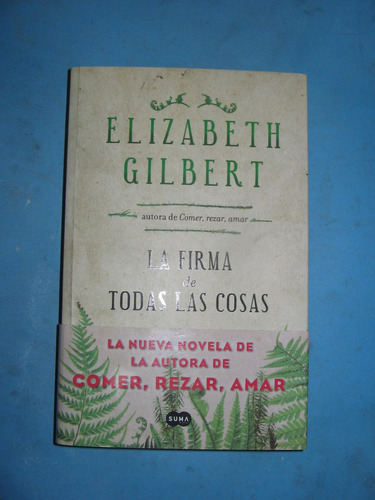 ELIZABETH
GILBERT
autora de Comer, rezar, amar
LA FIRMA
de
TODAS LAS COSAS
LA NUEVA NOVELA DE
LA AUTORA DE
COMER, REZAR, AMAR
SUMA